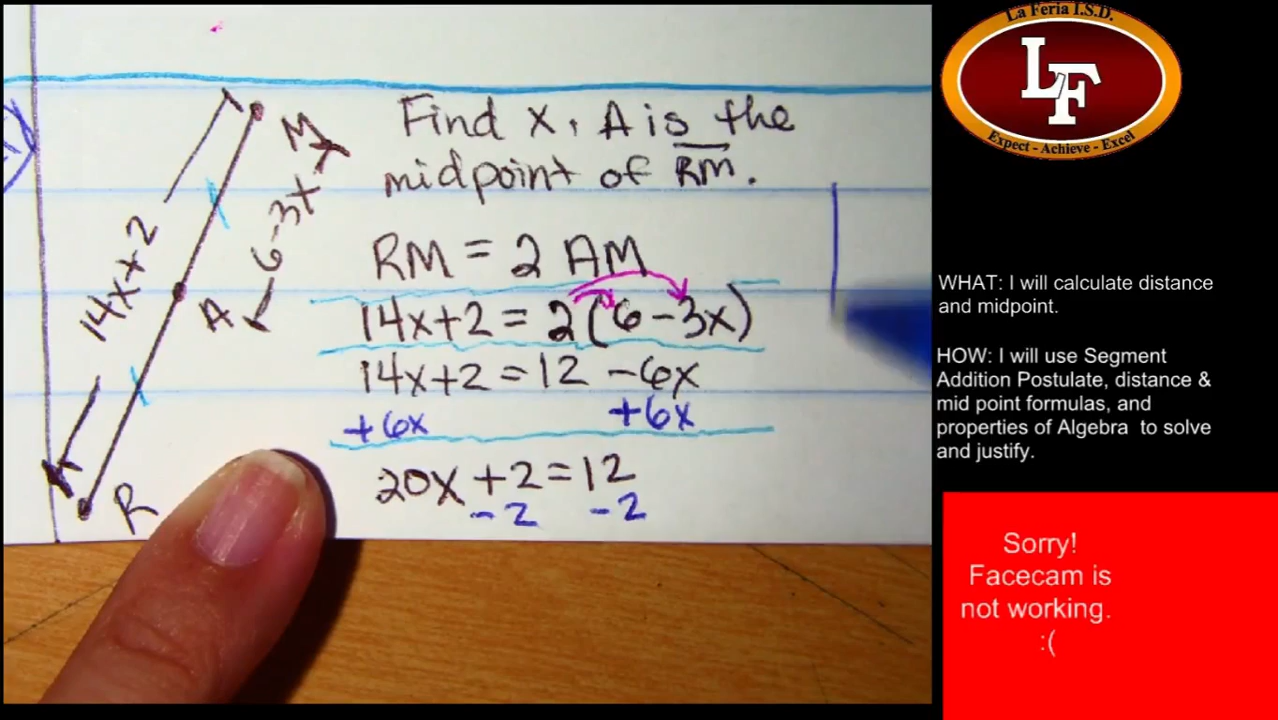 Find x, A is the
midpoint of RM.
RM = 2 AM
14x+2 = 2(6-3x)
14x+2 = 12 -6x
+6x +6x
20x +2 = 12
-2 -2
14x+2
6-3x
M
A
R
La Feria I.S.D.
LF
Expect - Achieve - Excel
WHAT: I will calculate distance
and midpoint.
HOW: I will use Segment
Addition Postulate, distance &
mid point formulas, and
properties of Algebra to solve
and justify.
Sorry!
Facecam is
not working.
:(